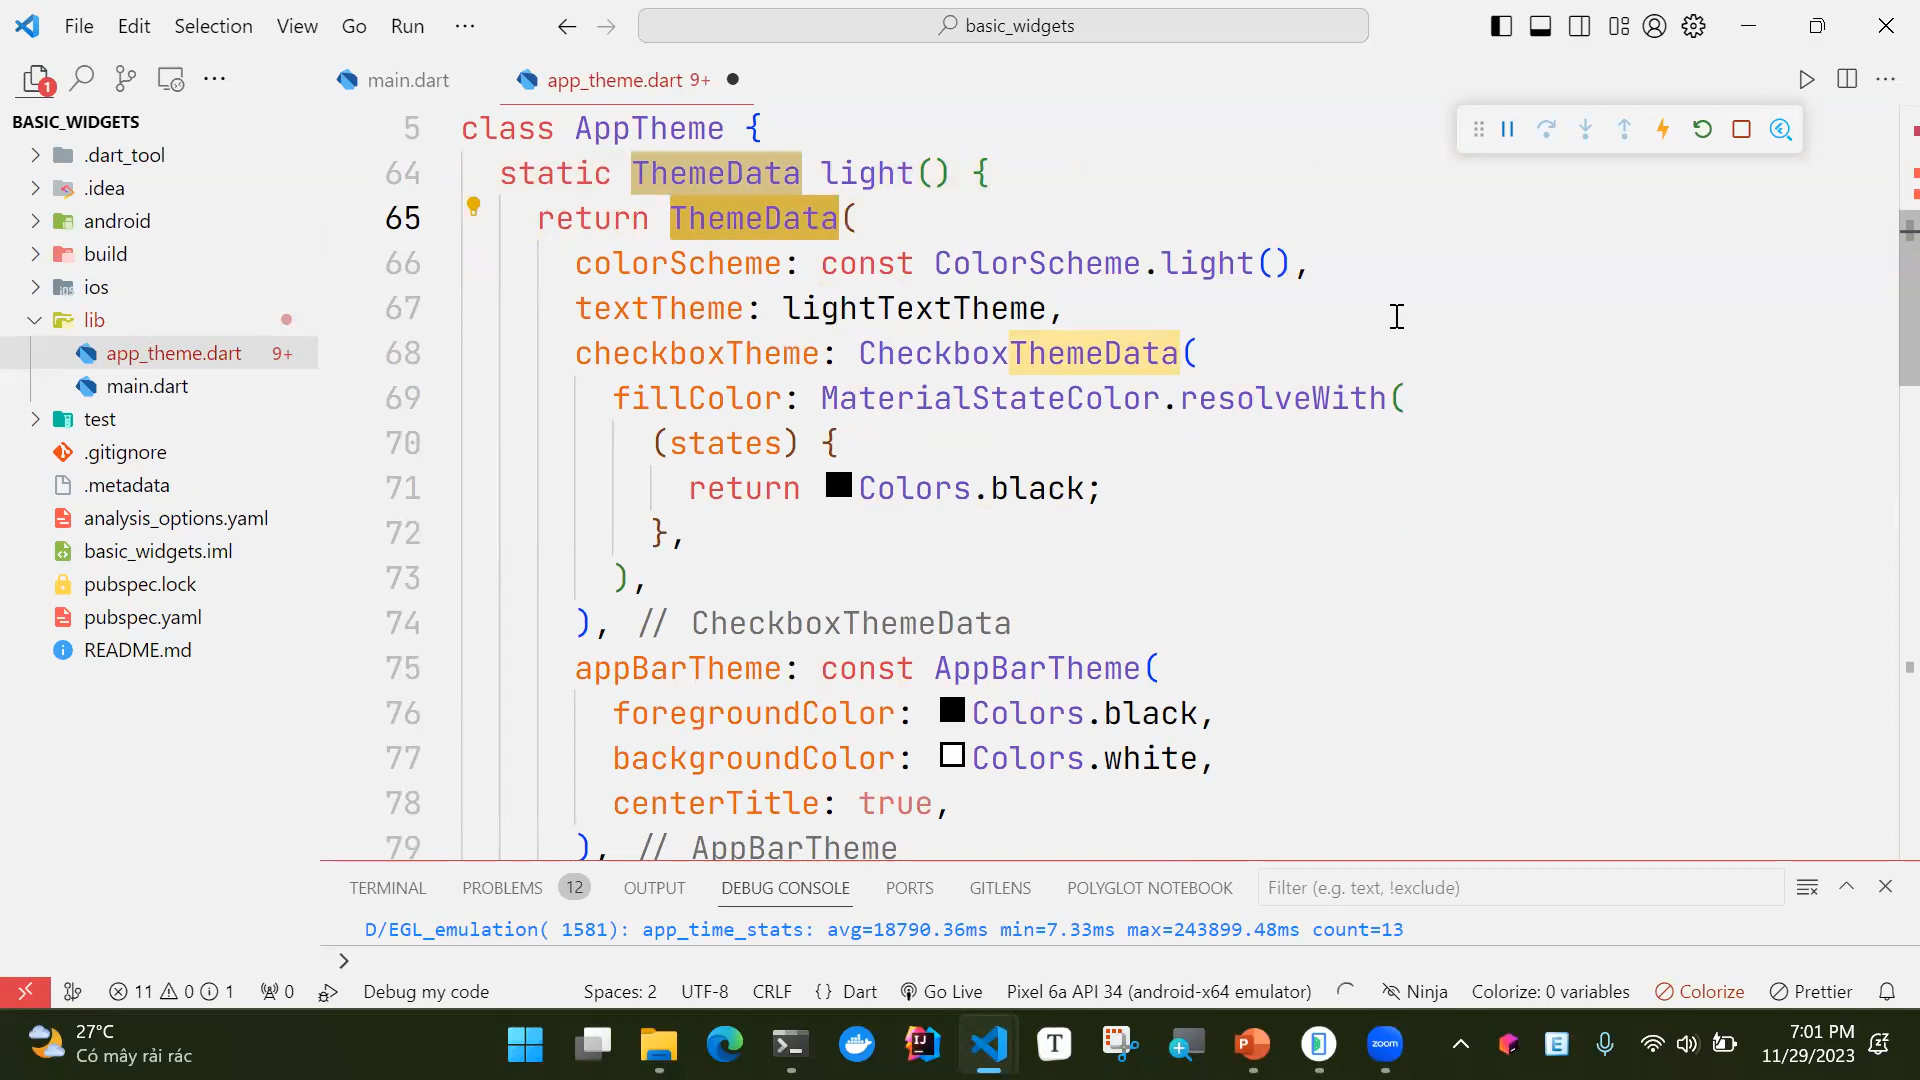 File Edit Selection View Go Run ··· basic_widgets
main.dart app_theme.dart 9+
BASIC_WIDGETS
.dart_tool
.idea
android
build
ios
lib
app_theme.dart 9+
main.dart
test
.gitignore
.metadata
analysis_options.yaml
basic_widgets.iml
pubspec.lock
pubspec.yaml
README.md
1
5 class AppTheme {
64 static ThemeData light() {
65 return ThemeData(
66 colorScheme: const ColorScheme.light(),
67 textTheme: lightTextTheme,
68 checkboxTheme: CheckboxThemeData(
69 fillColor: MaterialStateColor.resolveWith(
70 (states) {
71 return Colors.black;
72 },
73 ),
74 ), // CheckboxThemeData
75 appBarTheme: const AppBarTheme(
76 foregroundColor: Colors.black,
77 backgroundColor: Colors.white,
78 centerTitle: true,
79 ), // AppBarTheme
TERMINAL PROBLEMS 12 OUTPUT DEBUG CONSOLE PORTS GITLENS POLYGLOT NOTEBOOK Filter (e.g. text, !exclude)
D/EGL_emulation( 1581): app_time_stats: avg=18790.36ms min=7.33ms max=243899.48ms count=13
>
11 0 1 0 Debug my code Spaces: 2 UTF-8 CRLF {} Dart Go Live Pixel 6a API 34 (android-x64 emulator) Ninja Colorize: 0 variables Colorize Prettier
27°C
Có mây rải rác
T
zoom
E
7:01 PM
11/29/2023